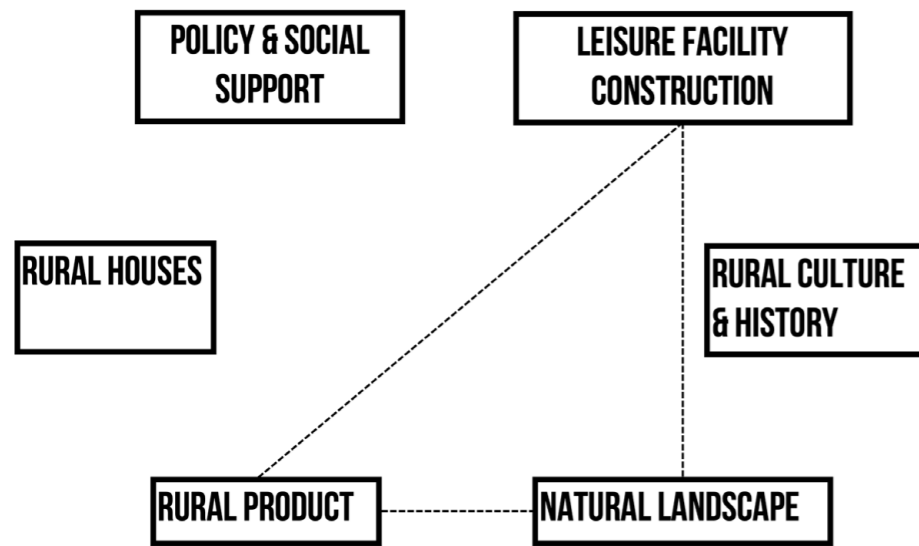 POLICY & SOCIAL
SUPPORT
LEISURE FACILITY
CONSTRUCTION
RURAL HOUSES
RURAL CULTURE
& HISTORY
RURAL PRODUCT
NATURAL LANDSCAPE